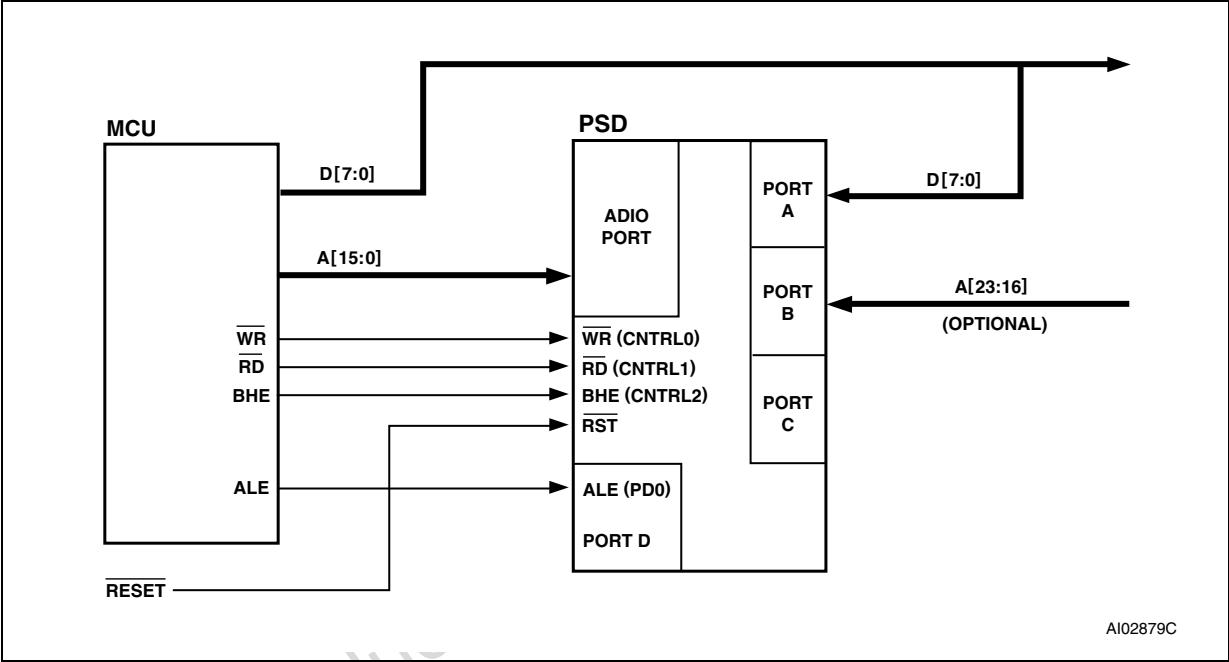 MCU
PSD
D[7:0]
D[7:0]
PORT
A
ADIO
PORT
A[15:0]
A[23:16]
(OPTIONAL)
PORT
B
WR
WR (CNTRL0)
RD
RD (CNTRL1)
BHE
BHE (CNTRL2)
PORT
C
RST
ALE
ALE (PD0)
PORT D
RESET
AI02879C